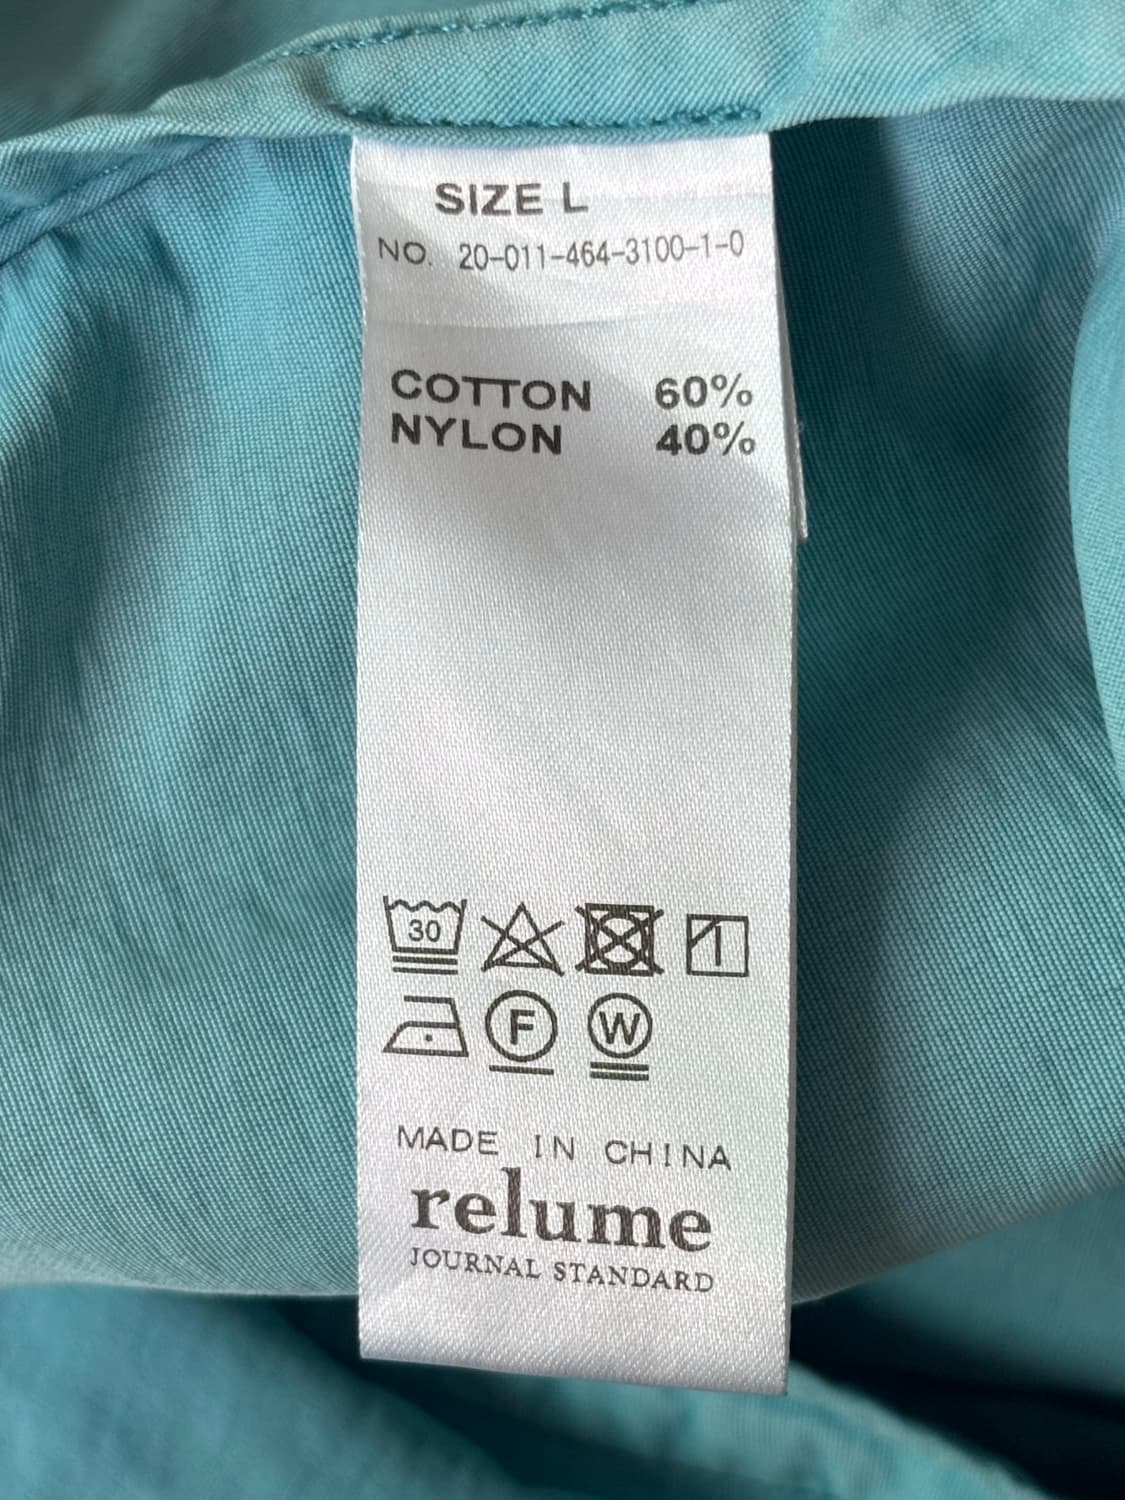 SIZE L
NO. 20-011-464-3100-1-0
COTTON 60%
NYLON 40%
30
F W
MADE IN CHINA
relume
JOURNAL STANDARD